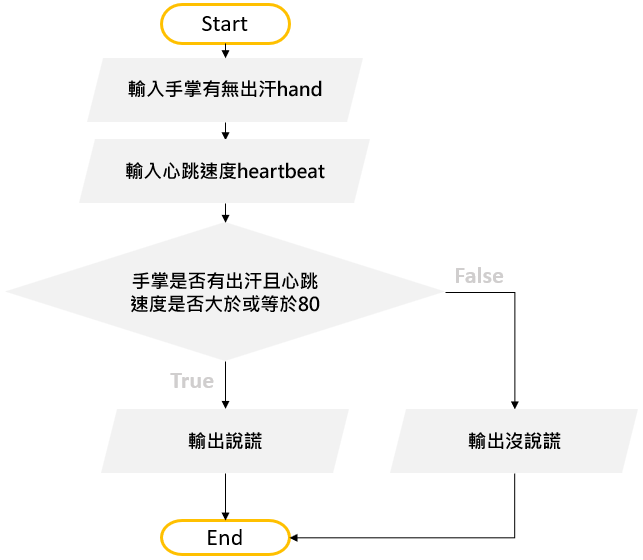 Start
輸入手掌有無出汗hand
輸入心跳速度heartbeat
手掌是否有出汗且心跳
速度是否大於或等於80
False
True
輸出說謊
輸出沒說謊
End